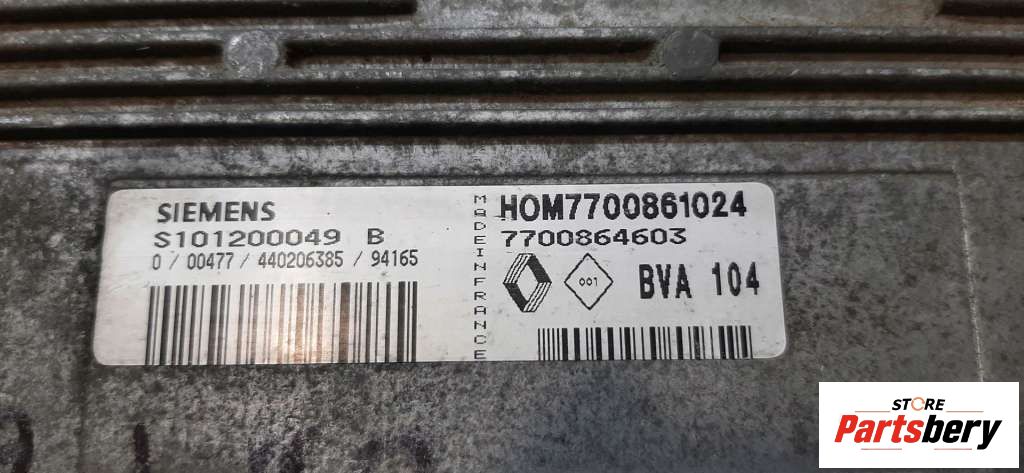 SIEMENS
S101200049 B
0 / 00477 / 440206385 / 94165
MADE IN FRANCE
HOM7700861024
7700864603
001
BVA 104
STORE
Partsbery